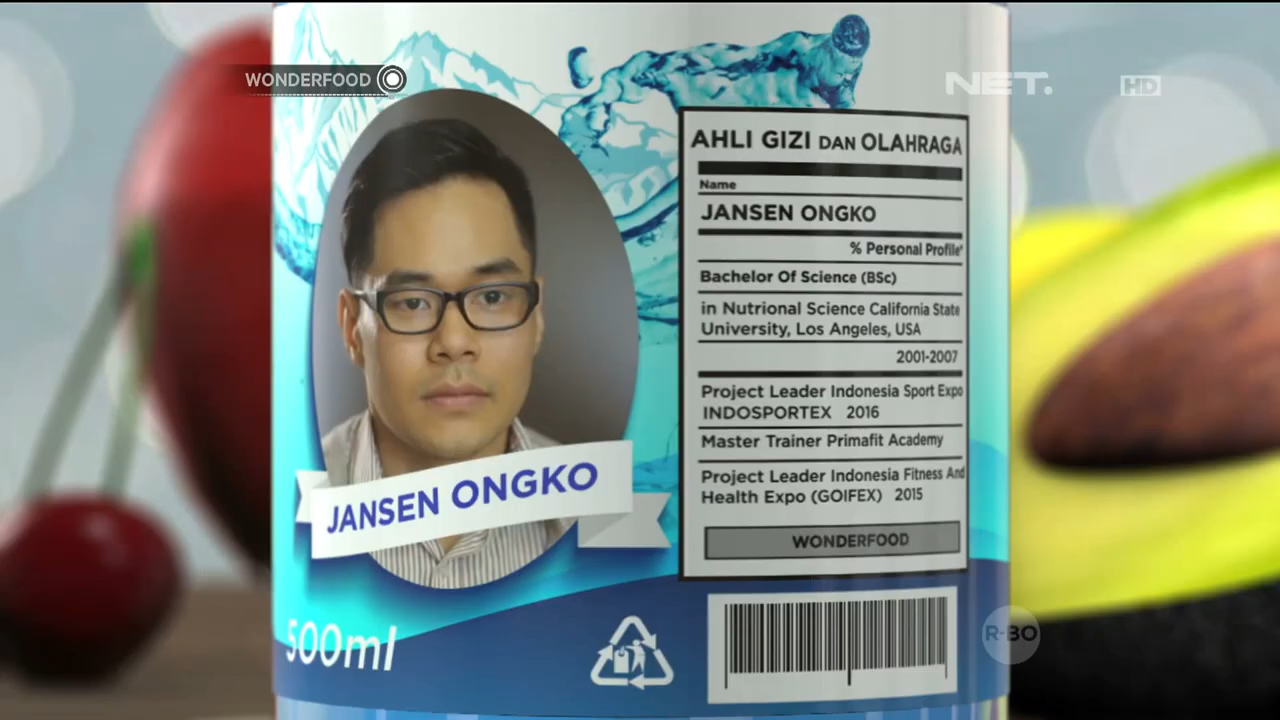 WONDERFOOD
NET.
HD
AHLI GIZI DAN OLAHRAGA
Name
JANSEN ONGKO
% Personal Profile*
Bachelor Of Science (BSc)
in Nutrional Science California State
University, Los Angeles, USA
2001-2007
Project Leader Indonesia Sport Expo
INDOSPORTEX 2016
Master Trainer Primafit Academy
Project Leader Indonesia Fitness And
Health Expo (GOIFEX) 2015
WONDERFOOD
JANSEN ONGKO
500ml
R-BO